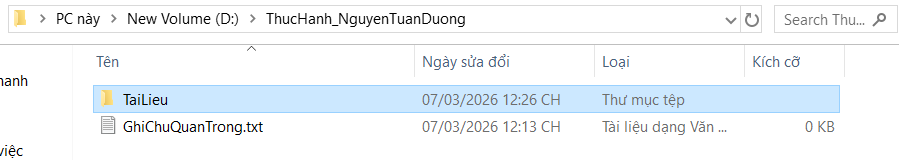 PC này > New Volume (D:) > ThucHanh_NguyenTuanDuong
Search Thu...
Tên Ngày sửa đổi Loại Kích cỡ
TaiLieu 07/03/2026 12:26 CH Thư mục tệp
GhiChuQuanTrong.txt 07/03/2026 12:13 CH Tài liệu dạng Văn ... 0 KB
việc